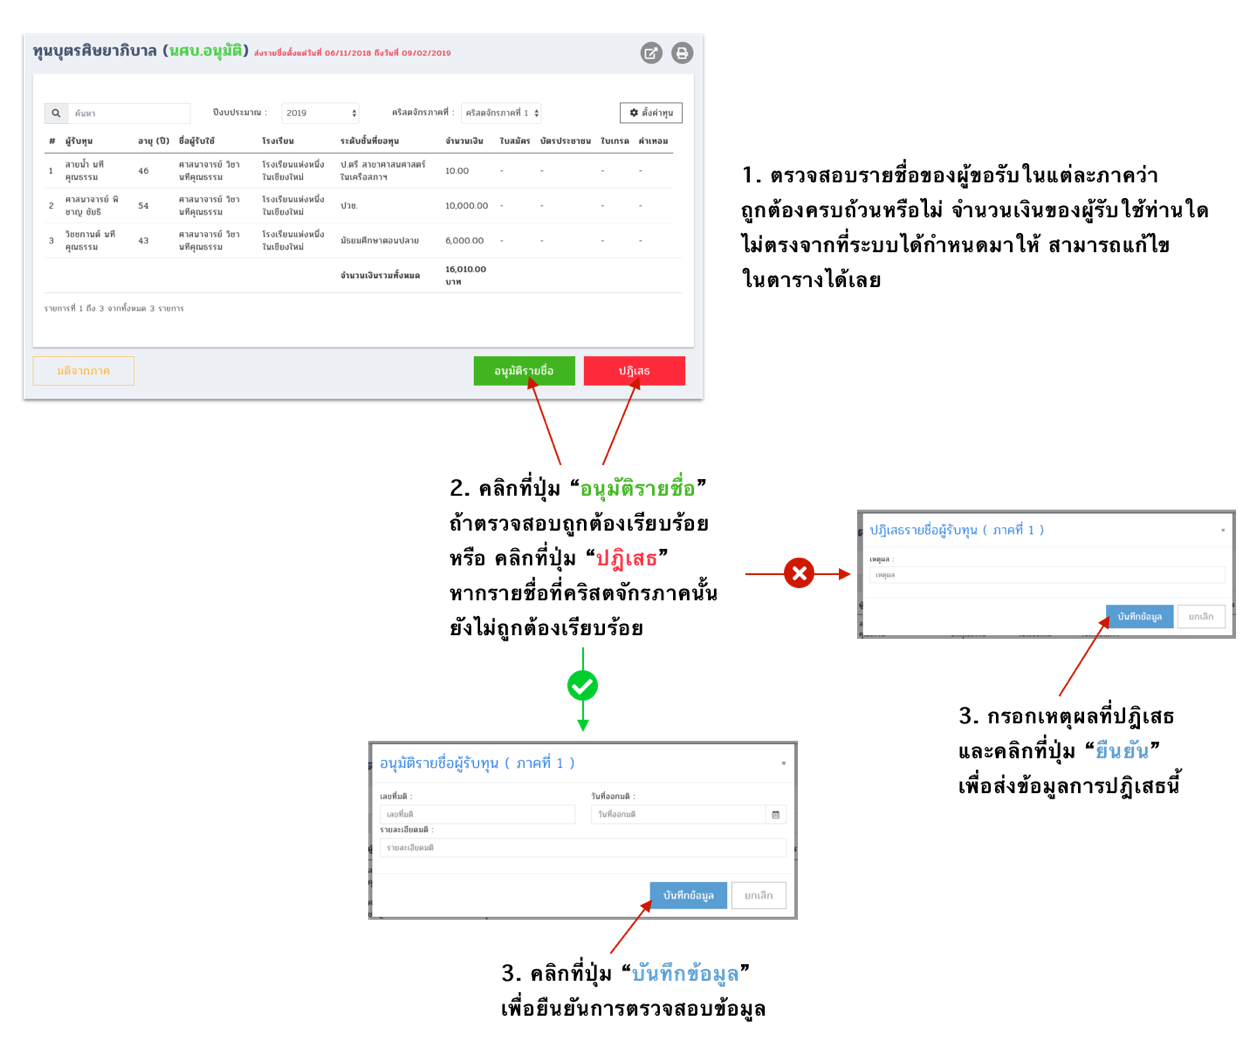 ทุนบุตรศิษยาภิบาล (นศบ.อนุมัติ) ส่งรายชื่อตั้งแต่วันที่ 06/11/2018 ถึงวันที่ 09/02/2019
ค้นหา ปีงบประมาณ : 2019 คริสตจักรภาคที่ : คริสตจักรภาคที่ 1 ตั้งค่าทุน
# ผู้รับทุน อายุ (ปี) ชื่อผู้รับใช้ โรงเรียน ระดับชั้นที่ขอทุน จำนวนเงิน ใบสมัคร บัตรประชาชน ใบเกรด ค่าเทอม
1 สายน้ำ นที อายุ 46 ศาสนาจารย์ วิชา โรงเรียนแห่งหนึ่ง ป.ตรี สาขาศาสนศาสตร์ 10.00 - - - -
คุณธรรม นทีคุณธรรม ในเชียงใหม่ ในเครือสภาฯ
2 ศาสนาจารย์ พิ 54 ศาสนาจารย์ วิชา โรงเรียนแห่งหนึ่ง ปวช. 10,000.00 - - - -
ชาญ ชัยธิ นทีคุณธรรม ในเชียงใหม่
3 วิชชกานต์ นที 43 ศาสนาจารย์ วิชา โรงเรียนแห่งหนึ่ง มัธยมศึกษาตอนปลาย 6,000.00 - - - -
คุณธรรม นทีคุณธรรม ในเชียงใหม่
จำนวนเงินรวมทั้งหมด 16,010.00
บาท
รายการที่ 1 ถึง 3 จากทั้งหมด 3 รายการ
มติจากภาค อนุมัติรายชื่อ ปฎิเสธ
1. ตรวจสอบรายชื่อของผู้ขอรับในแต่ละภาคว่า
ถูกต้องครบถ้วนหรือไม่ จำนวนเงินของผู้รับใช้ท่านใด
ไม่ตรงจากที่ระบบได้กำหนดมาให้ สามารถแก้ไข
ในตารางได้เลย
2. คลิกที่ปุ่ม “อนุมัติรายชื่อ”
ถ้าตรวจสอบถูกต้องเรียบร้อย
หรือ คลิกที่ปุ่ม “ปฎิเสธ”
หากรายชื่อที่คริสตจักรภาคนั้น
ยังไม่ถูกต้องเรียบร้อย
ปฎิเสธรายชื่อผู้รับทุน ( ภาคที่ 1 ) ×
เหตุผล :
เหตุผล
บันทึกข้อมูล ยกเลิก
3. กรอกเหตุผลที่ปฎิเสธ
และคลิกที่ปุ่ม “ยืนยัน”
เพื่อส่งข้อมูลการปฎิเสธนี้
อนุมัติรายชื่อผู้รับทุน ( ภาคที่ 1 ) ×
เลขที่มติ : วันที่ออกมติ :
เลขที่มติ วันที่ออกมติ
รายละเอียดมติ :
รายละเอียดมติ
บันทึกข้อมูล ยกเลิก
3. คลิกที่ปุ่ม “บันทึกข้อมูล”
เพื่อยืนยันการตรวจสอบข้อมูล